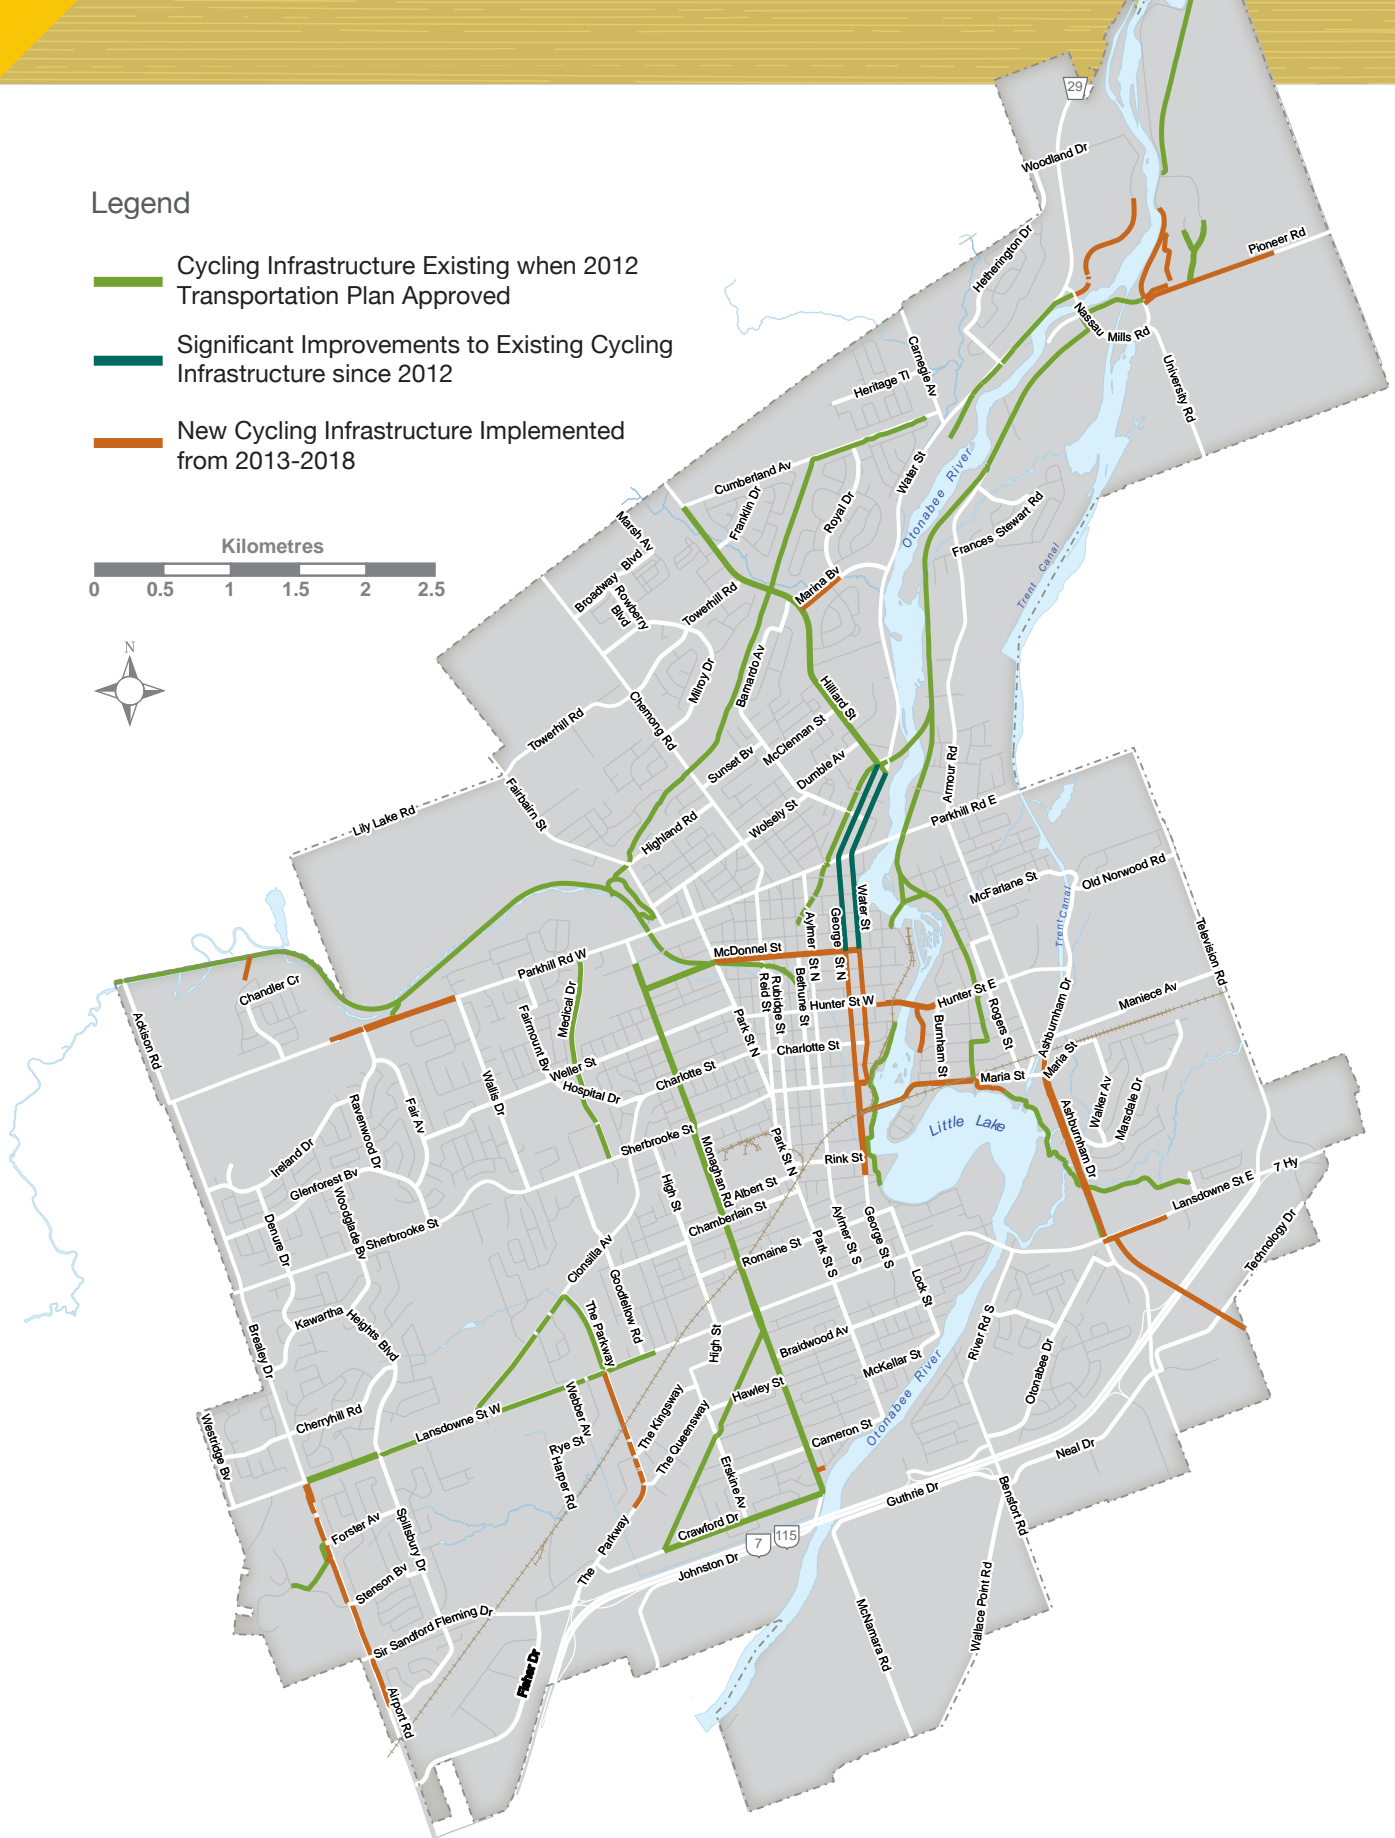 29
Woodland Dr
Legend
Hetherington Dr
Pioneer Rd
Cycling Infrastructure Existing when 2012
Transportation Plan Approved
Nassau
Mills Rd
Significant Improvements to Existing Cycling
Infrastructure since 2012
Carnegie Av
Heritage Tl
University Rd
New Cycling Infrastructure Implemented
from 2013-2018
Water St
Otonabee River
Cumberland Av
Franklin Dr
Royal Dr
Frances Stewart Rd
Marsh Av
Kilometres
0 0.5 1 1.5 2 2.5
Broadway Blvd
Rowberry
Blvd
Towerhill Rd
Marina Bv
Trent Canal
N
Milroy Dr
Barnardo Av
Hilliard St
Chemong Rd
Towerhill Rd
McClennan St
Sunset Bv
Dumble Av
Armour Rd
Fairbairn St
Lily Lake Rd
Highland Rd
Wolsely St
Parkhill Rd E
McFarlane St
Old Norwood Rd
Trent Canal
Television Rd
Water St
George St N
Aylmer St N
McDonnel St
Parkhill Rd W
Chandler Cr
Ackison Rd
Medical Dr
Fairmount Bv
Reid St
Rubidge St
Bethune St
Hunter St W
Hunter St E
Burnham St
Rogers St
Ashburnham Dr
Maniece Av
Park St N
Charlotte St
Weller St
Hospital Dr
Charlotte St
Wallis Dr
Maria St
Maria St
Walker Av
Marsdale Dr
Fair Av
Ravenwood Dr
Sherbrooke St
Little Lake
Ashburnham Dr
Ireland Dr
Glenforest Bv
Woodglade Bv
Monaghan Rd
Park St N
Rink St
High St
Albert St
Chamberlain St
Lansdowne St E
7 Hy
Technology Dr
Denure Dr
Sherbrooke St
Clonsilla Av
Romaine St
Park St S
Aylmer St S
George St S
Lock St
Goodfellow Rd
The Parkway
Kawartha
Heights Blvd
Brealey Dr
High St
Braidwood Av
McKellar St
River Rd S
Otonabee Dr
Otonabee River
Cherryhill Rd
Westridge Bv
Lansdowne St W
Webber Av
Rye St
Harper Rd
The Kingsway
The Queensway
Hawley St
Cameron St
Neal Dr
Erskine Av
Guthrie Dr
Bensfort Rd
Forster Av
Spillsbury Dr
Stenson Bv
The Parkway
Crawford Dr
7
115
Johnston Dr
Sir Sandford Fleming Dr
Fisher Dr
McNamara Rd
Wallace Point Rd
Airport Rd